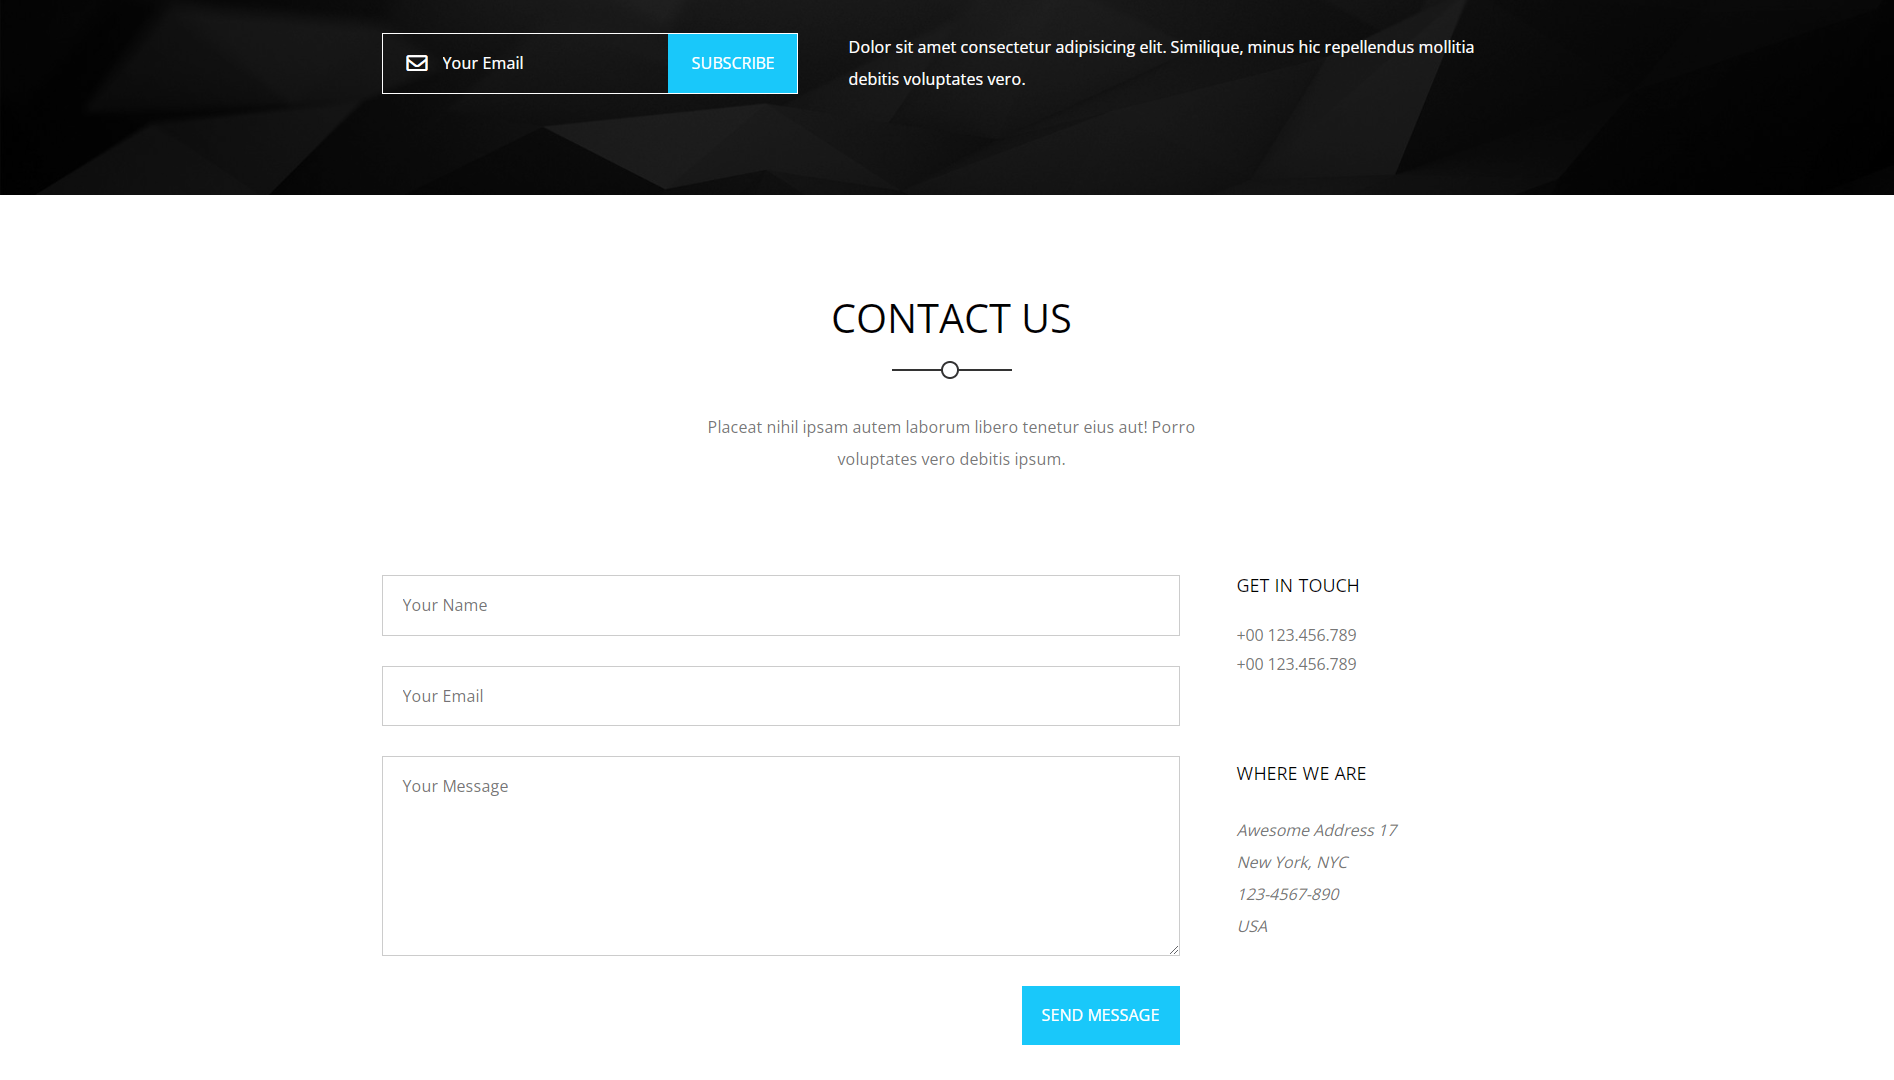 Your Email
SUBSCRIBE
Dolor sit amet consectetur adipisicing elit. Similique, minus hic repellendus mollitia
debitis voluptates vero.
CONTACT US
Placeat nihil ipsam autem laborum libero tenetur eius aut! Porro
voluptates vero debitis ipsum.
Your Name
Your Email
Your Message
SEND MESSAGE
GET IN TOUCH
+00 123.456.789
+00 123.456.789
WHERE WE ARE
Awesome Address 17
New York, NYC
123-4567-890
USA